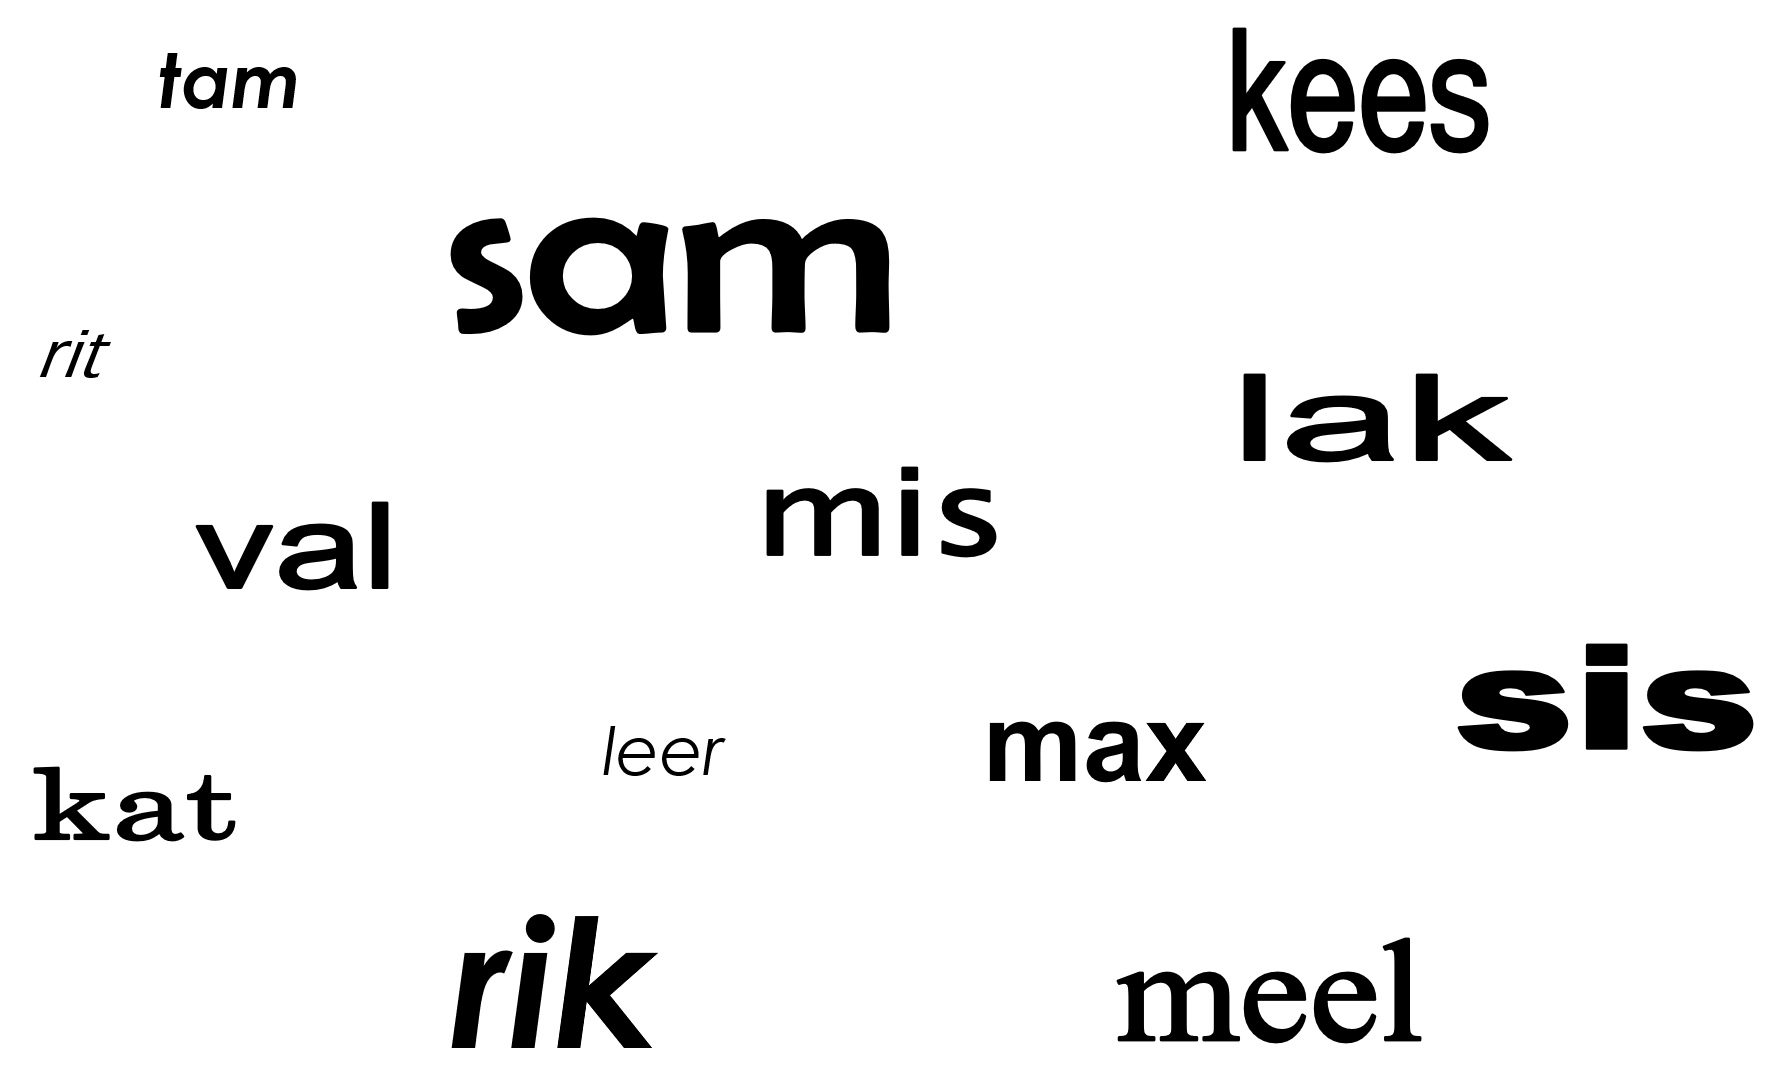 tam
kees
sam
rit
lak
mis
val
sis
leer
max
kat
rik
meel